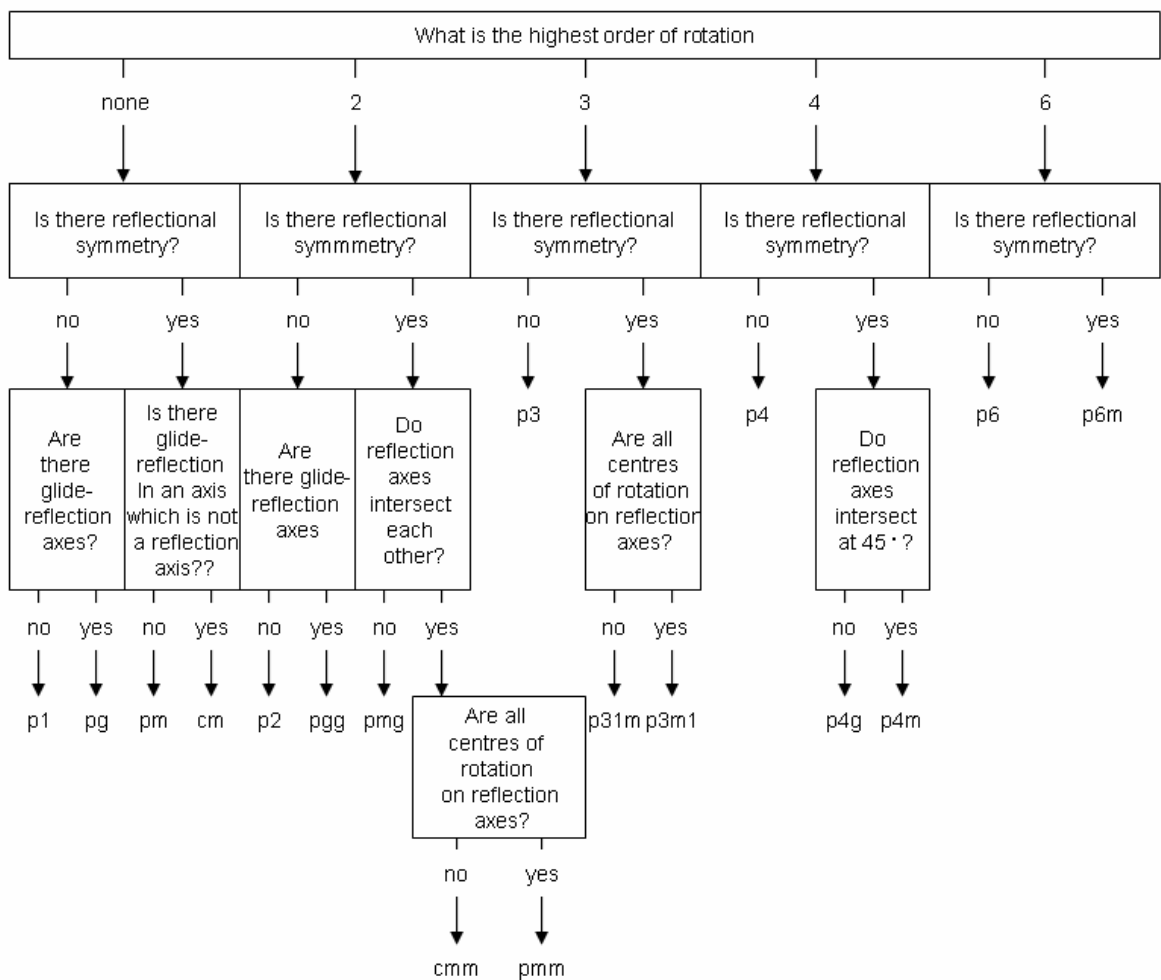 What is the highest order of rotation
none
2
3
4
6
Is there reflectional
symmetry?
Is there reflectional
symmmetry?
Is there reflectional
symmetry?
Is there reflectional
symmetry?
Is there reflectional
symmetry?
no
yes
no
yes
no
yes
no
yes
no
yes
Are
there
glide-
reflection
axes?
Is there
glide-
reflection
In an axis
which is not
a reflection
axis??
Are
there glide-
reflection
axes
Do
reflection
axes
intersect
each
other?
p3
Are all
centres
of rotation
on reflection
axes?
p4
Do
reflection
axes
intersect
at 45˚?
p6
p6m
no
yes
no
yes
no
yes
no
yes
no
yes
no
yes
p1
pg
pm
cm
p2
pgg
pmg
Are all
centres of
rotation
on reflection
axes?
p31m
p3m1
p4g
p4m
no
yes
cmm
pmm